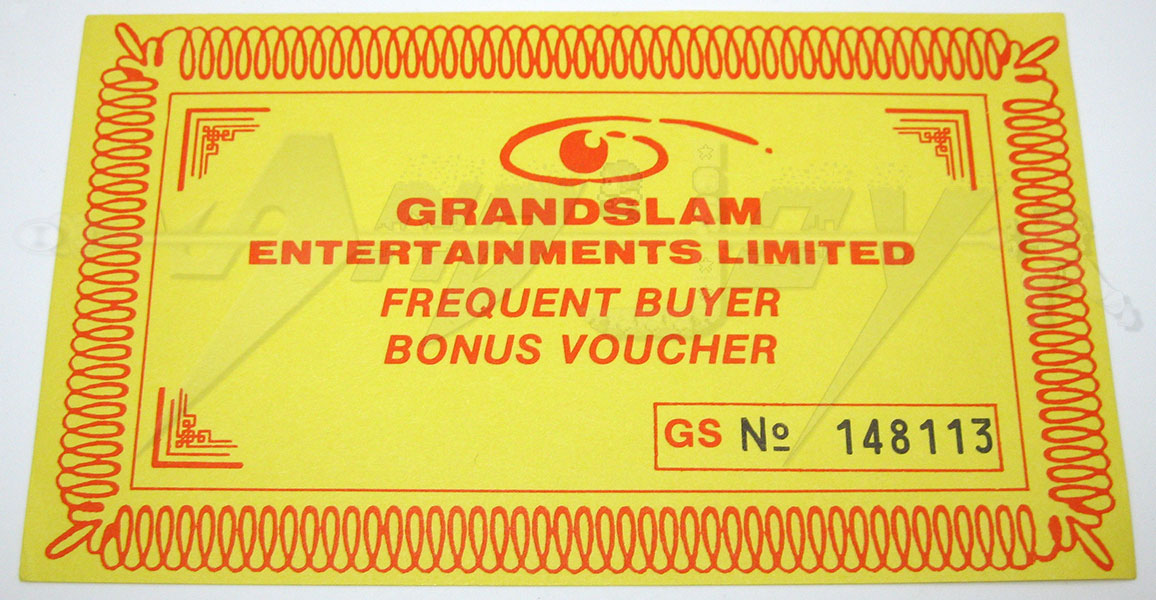 GRANDSLAM
ENTERTAINMENTS LIMITED
FREQUENT BUYER
BONUS VOUCHER
GS Nº 148113